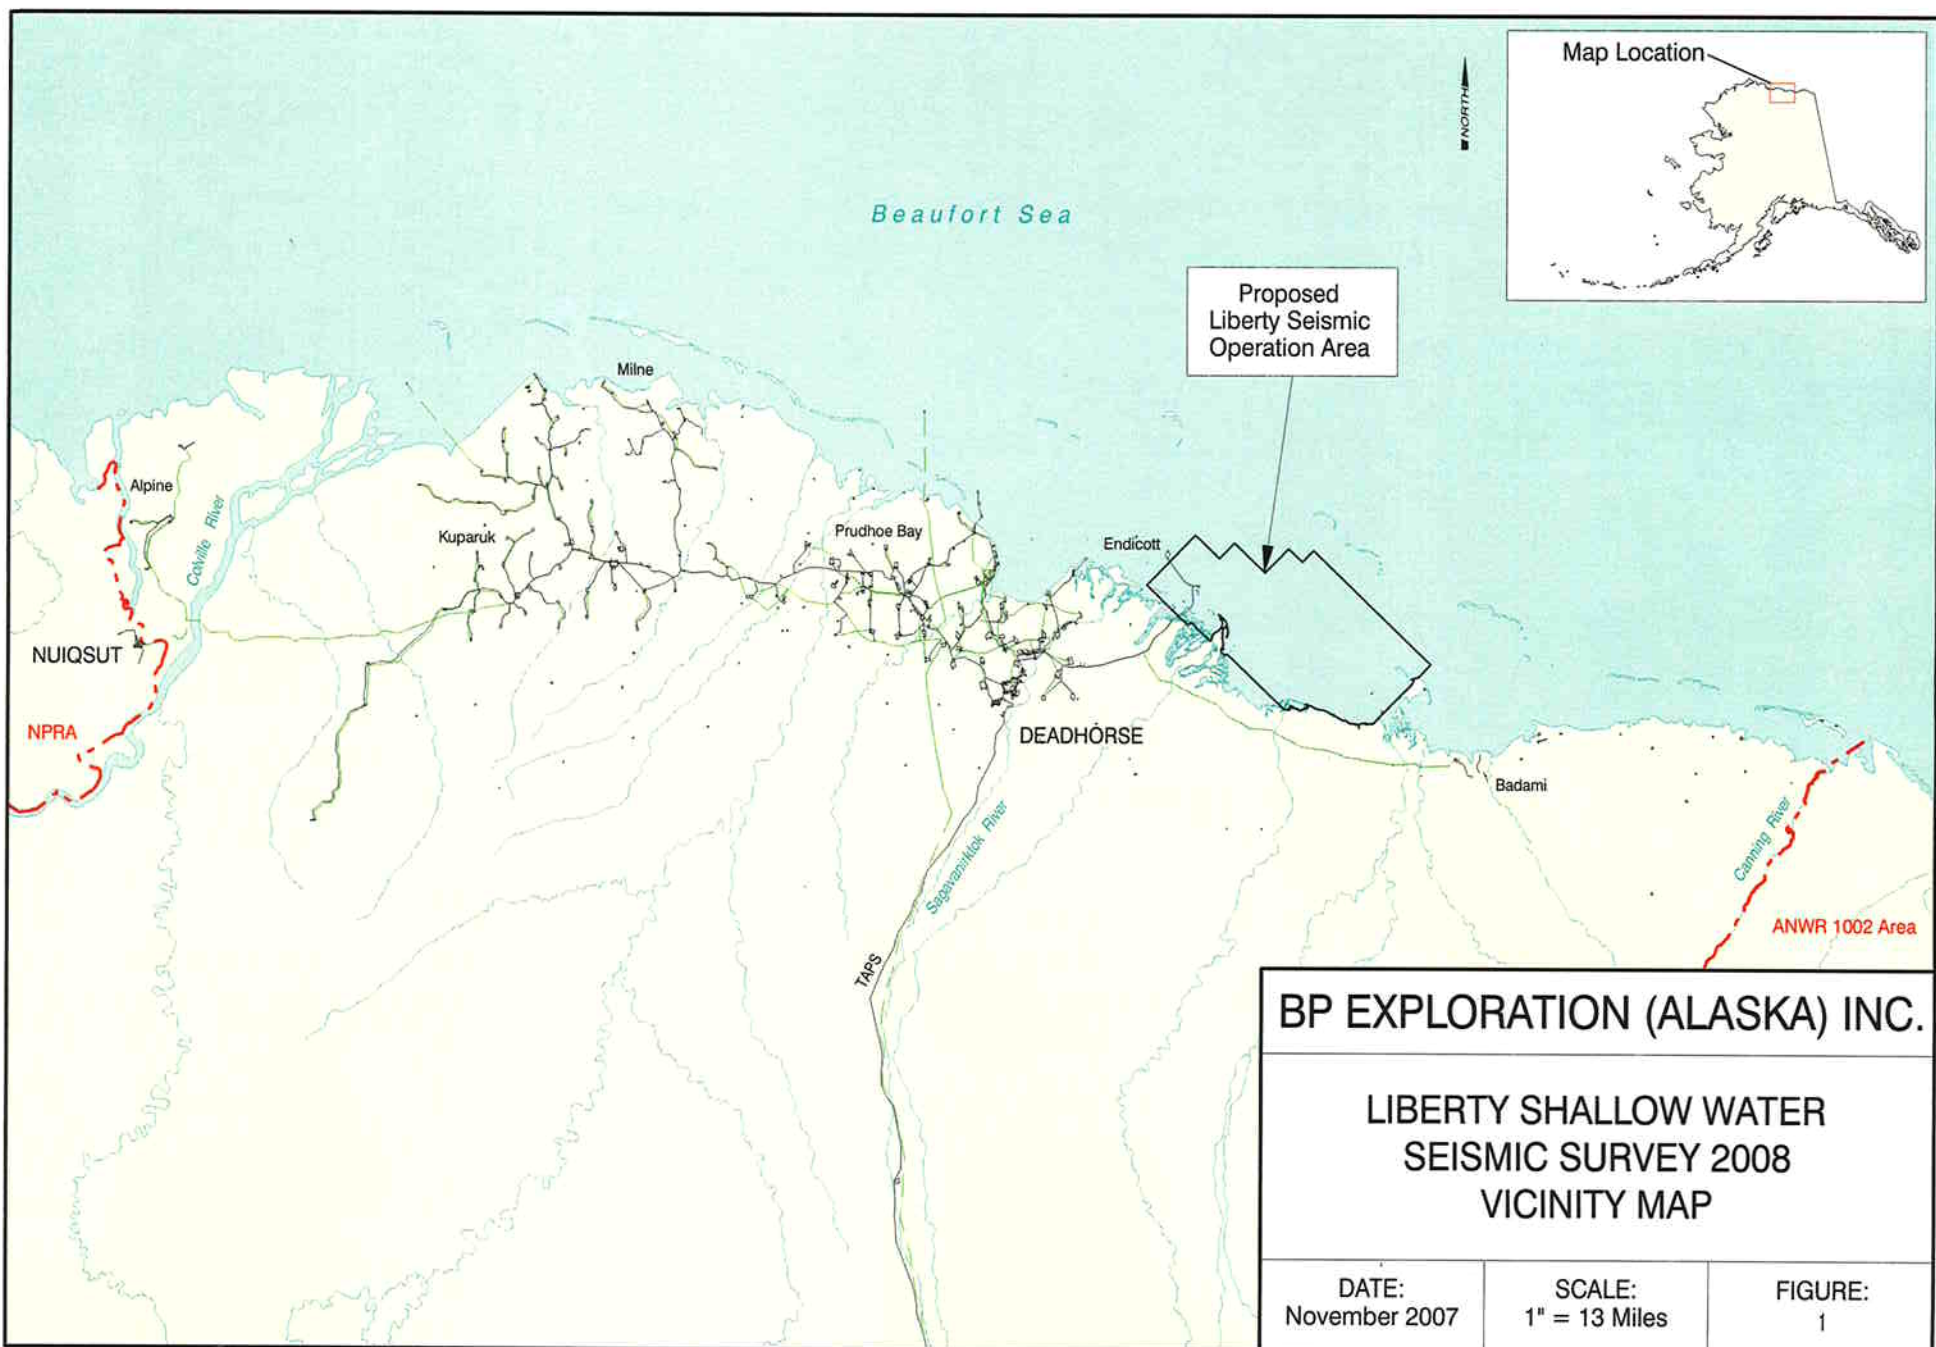 Map Location
NORTH
Beaufort Sea
Proposed
Liberty Seismic
Operation Area
Milne
Alpine
Colville River
Kuparuk
Prudhoe Bay
Endicott
NUIQSUT
NPRA
DEADHORSE
Badami
Sagavanirktok River
Canning River
TAPS
ANWR 1002 Area
BP EXPLORATION (ALASKA) INC.
LIBERTY SHALLOW WATER
SEISMIC SURVEY 2008
VICINITY MAP
DATE:
November 2007
SCALE:
1" = 13 Miles
FIGURE:
1